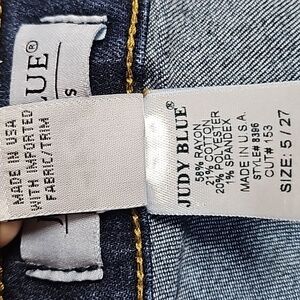 BLUE®
S
MADE IN USA
WITH IMPORTED
FABRIC/TRIM
JUDY BLUE®
58% RAYON
21% COTTON
20% POLYESTER
1% SPANDEX
MADE IN U.S.A.
STYLE# 8396
CUT# 153
SIZE: 5 / 27